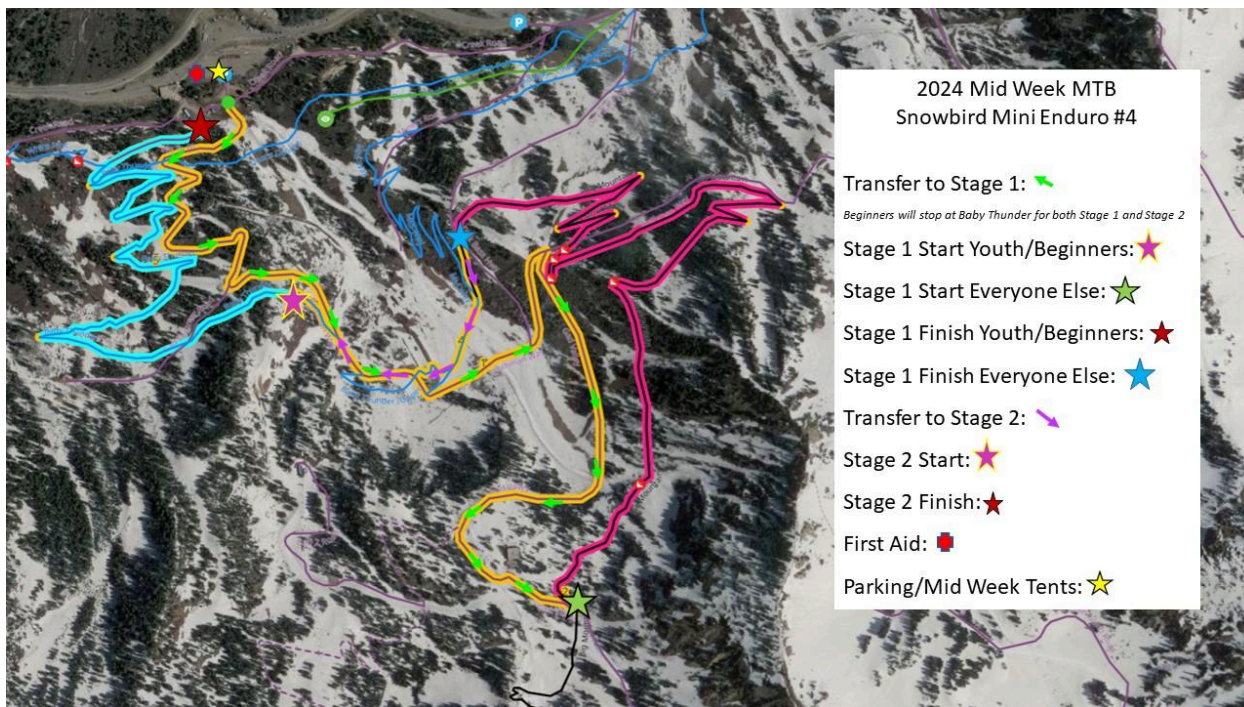 P
Creek Road
2024 Mid Week MTB
Snowbird Mini Enduro #4
Transfer to Stage 1:
Beginners will stop at Baby Thunder for both Stage 1 and Stage 2
Stage 1 Start Youth/Beginners:
Stage 1 Start Everyone Else:
Stage 1 Finish Youth/Beginners:
Stage 1 Finish Everyone Else:
Transfer to Stage 2:
Stage 2 Start:
Stage 2 Finish:
First Aid:
Parking/Mid Week Tents: